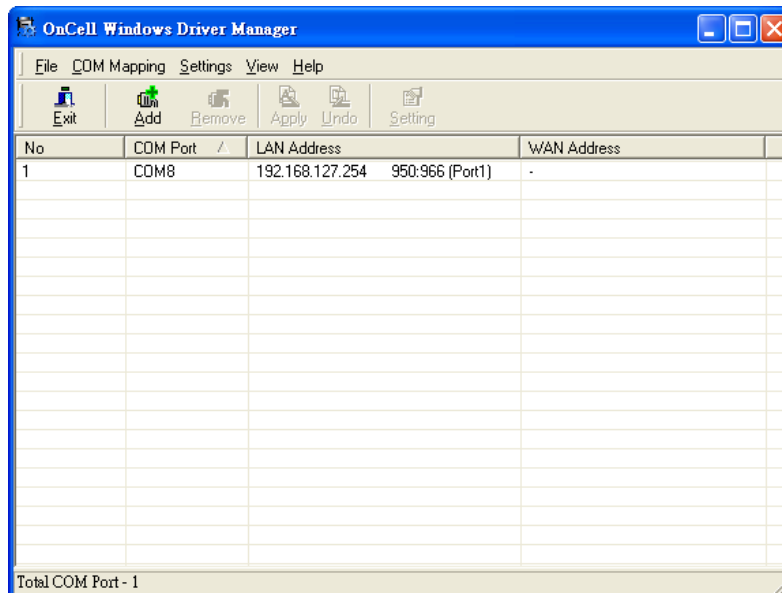 OnCell Windows Driver Manager
File COM Mapping Settings View Help
Exit Add Remove Apply Undo Setting
No COM Port LAN Address WAN Address
1 COM8 192.168.127.254 950:966 (Port1) -
Total COM Port - 1